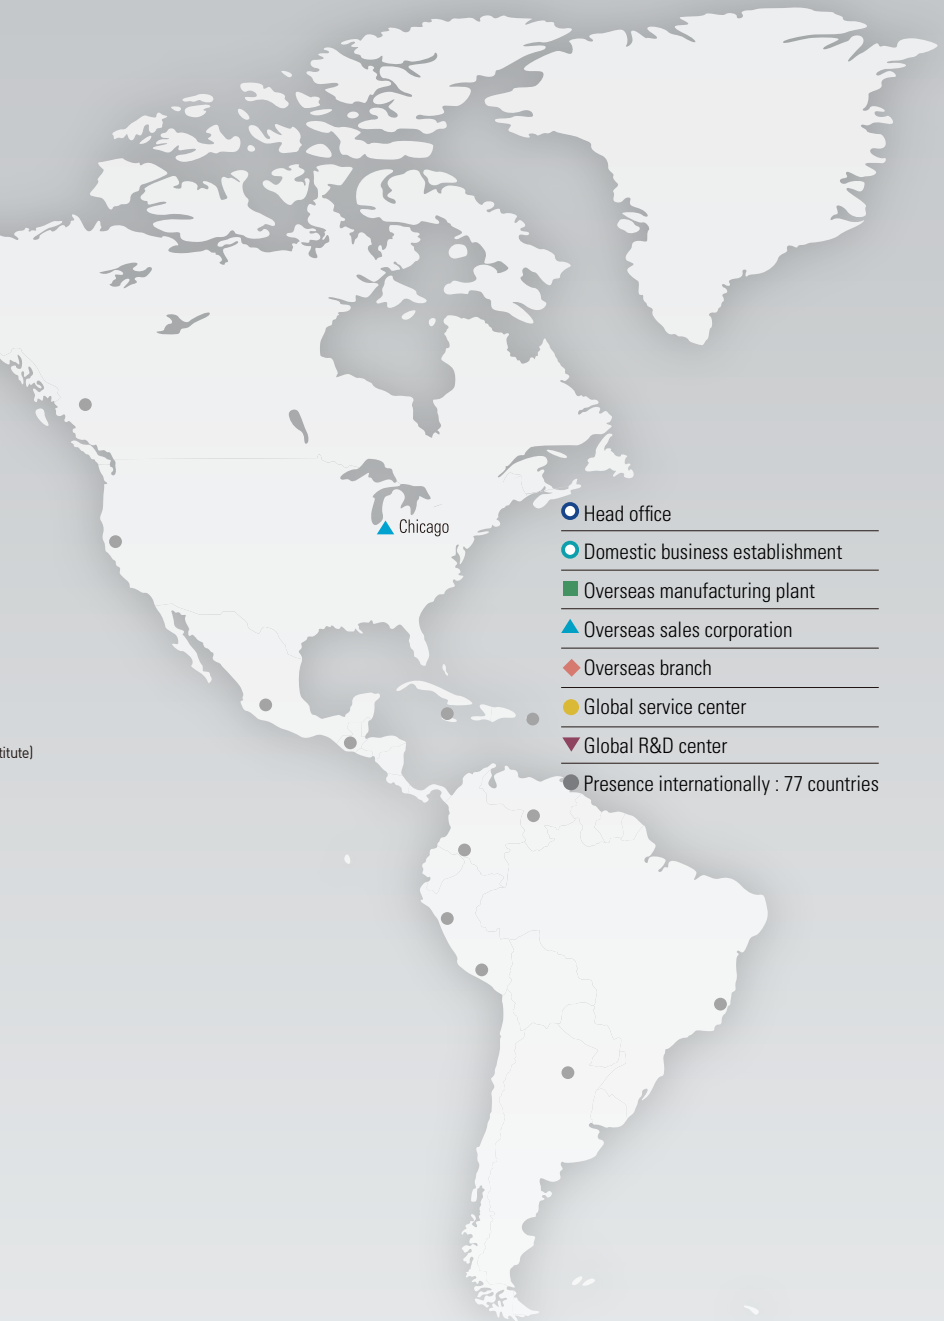 Chicago
Head office
Domestic business establishment
Overseas manufacturing plant
Overseas sales corporation
Overseas branch
Global service center
titute)
Global R&D center
Presence internationally : 77 countries